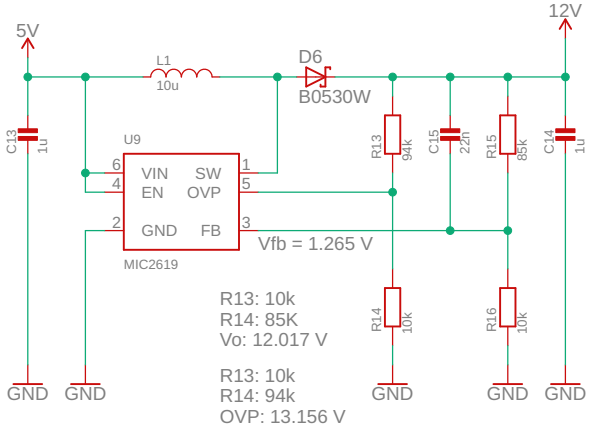 5V
12V
L1
10u
D6
B0530W
C13
1u
U9
R13
94k
C15
22n
R15
85k
C14
1u
6 VIN SW 1
4 EN OVP 5
2 GND FB 3
Vfb = 1.265 V
MIC2619
R14
10k
R16
10k
R13: 10k
R14: 85K
Vo: 12.017 V
R13: 10k
R14: 94k
OVP: 13.156 V
GND GND GND GND GND